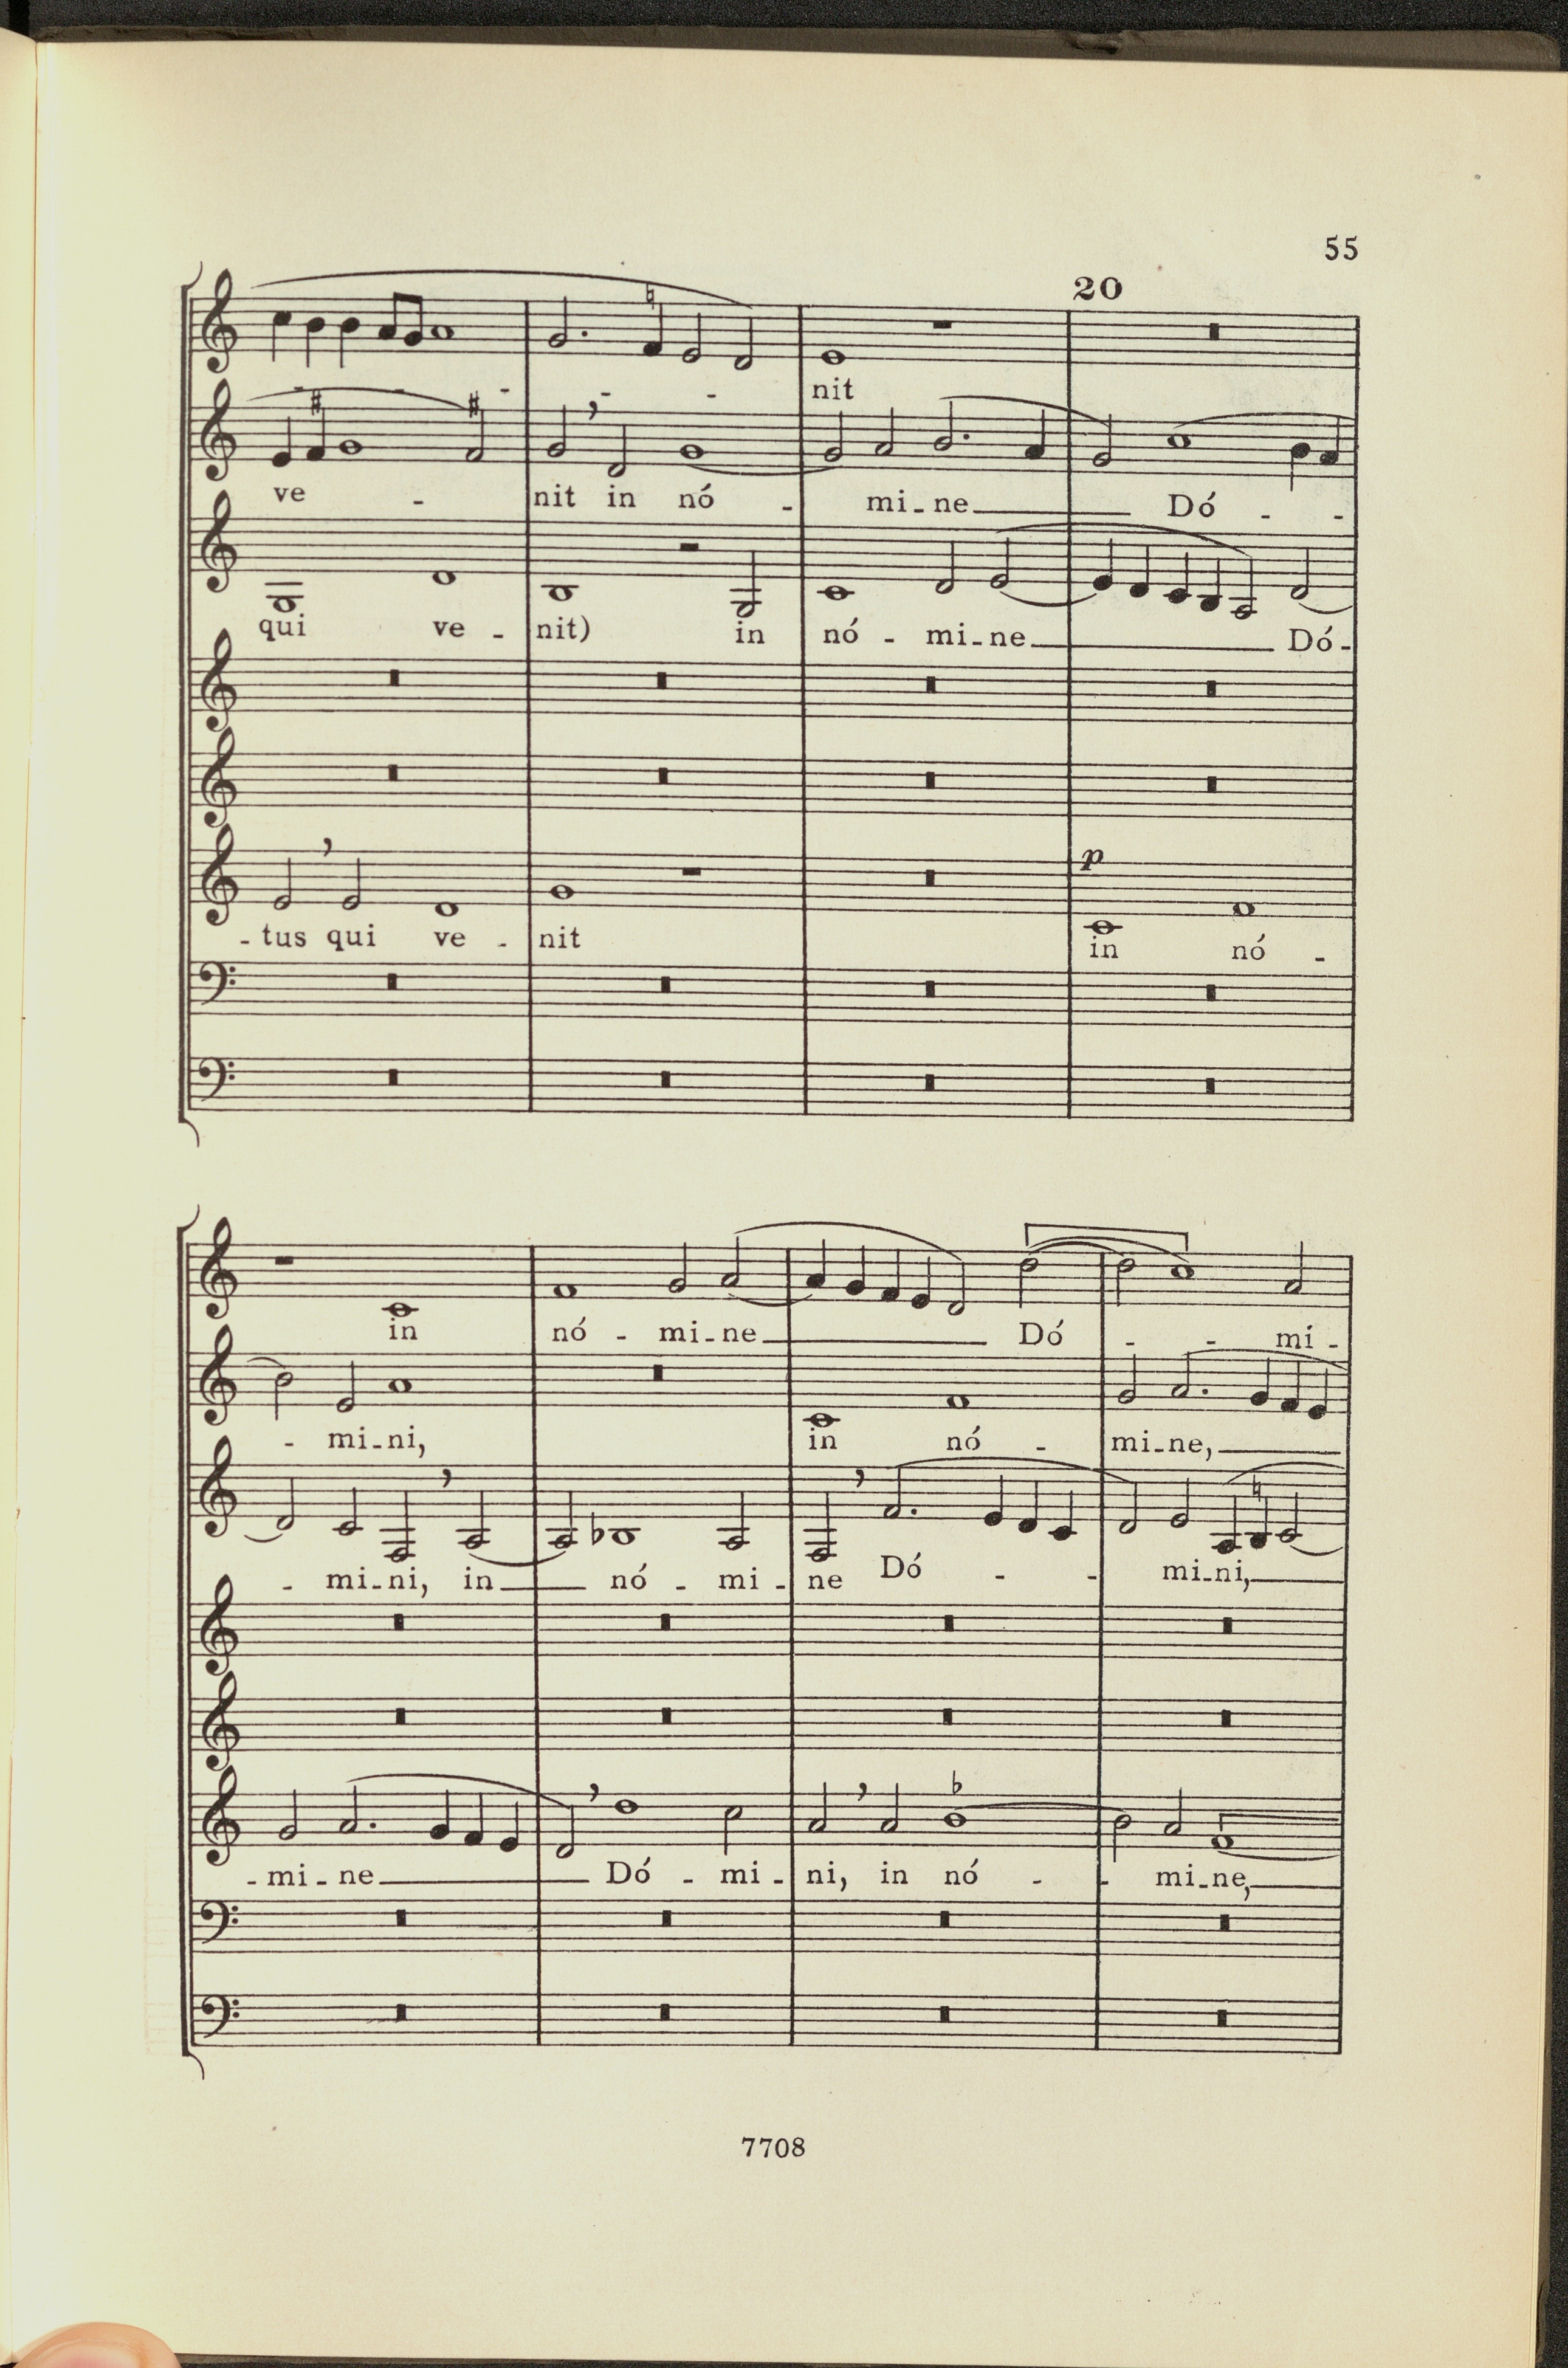 55
20
nit
ve - nit in nó - mi - ne Dó - -
qui ve - nit) in nó - mi - ne Dó -
p
- tus qui ve - nit in nó -
in nó - mi - ne Dó - - mi -
- mi - ni, in nó - mi - ne,
- mi - ni, in nó - mi - ne Dó - - mi - ni,
- mi - ne Dó - mi - ni, in nó - - mi - ne,
7708